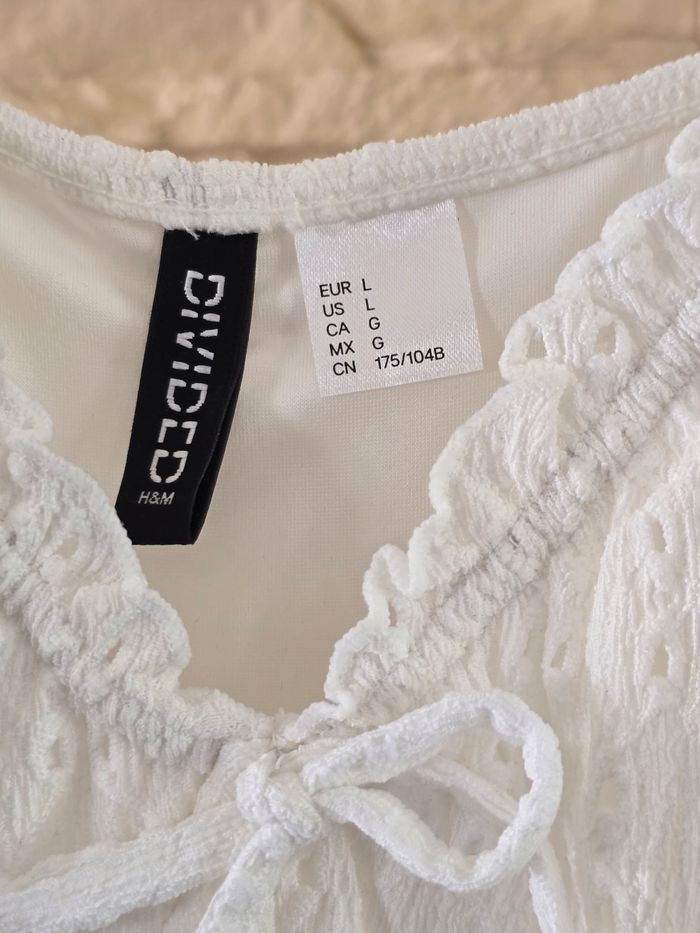 DIVIDED
H&M
EUR L
US L
CA G
MX G
CN 175/104B